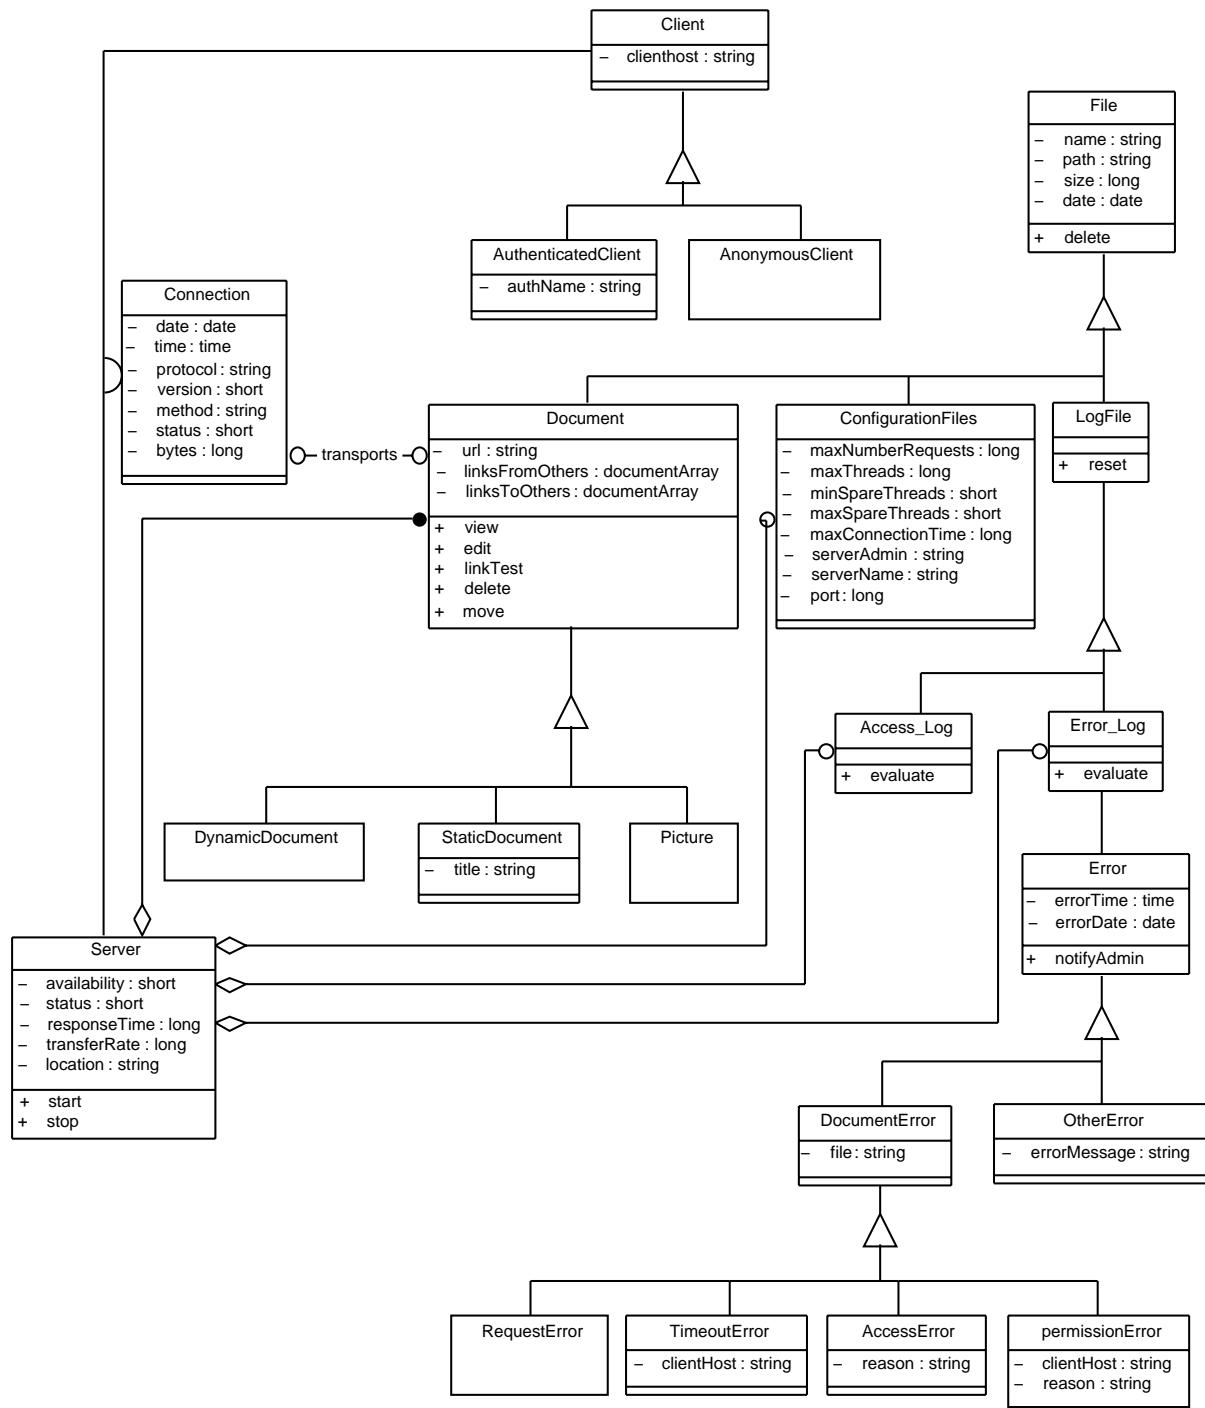 Client
– clienthost : string
File
– name : string
– path : string
– size : long
– date : date
+ delete
AuthenticatedClient
– authName : string
AnonymousClient
Connection
– date : date
– time : time
– protocol : string
– version : short
– method : string
– status : short
– bytes : long
transports
Document
– url : string
– linksFromOthers : documentArray
– linksToOthers : documentArray
+ view
+ edit
+ linkTest
+ delete
+ move
ConfigurationFiles
– maxNumberRequests : long
– maxThreads : long
– minSpareThreads : short
– maxSpareThreads : short
– maxConnectionTime : long
– serverAdmin : string
– serverName : string
– port : long
LogFile
+ reset
Access_Log
+ evaluate
Error_Log
+ evaluate
DynamicDocument
StaticDocument
– title : string
Picture
Error
– errorTime : time
– errorDate : date
+ notifyAdmin
Server
– availability : short
– status : short
– responseTime : long
– transferRate : long
– location : string
+ start
+ stop
DocumentError
– file : string
OtherError
– errorMessage : string
RequestError
TimeoutError
– clientHost : string
AccessError
– reason : string
permissionError
– clientHost : string
– reason : string